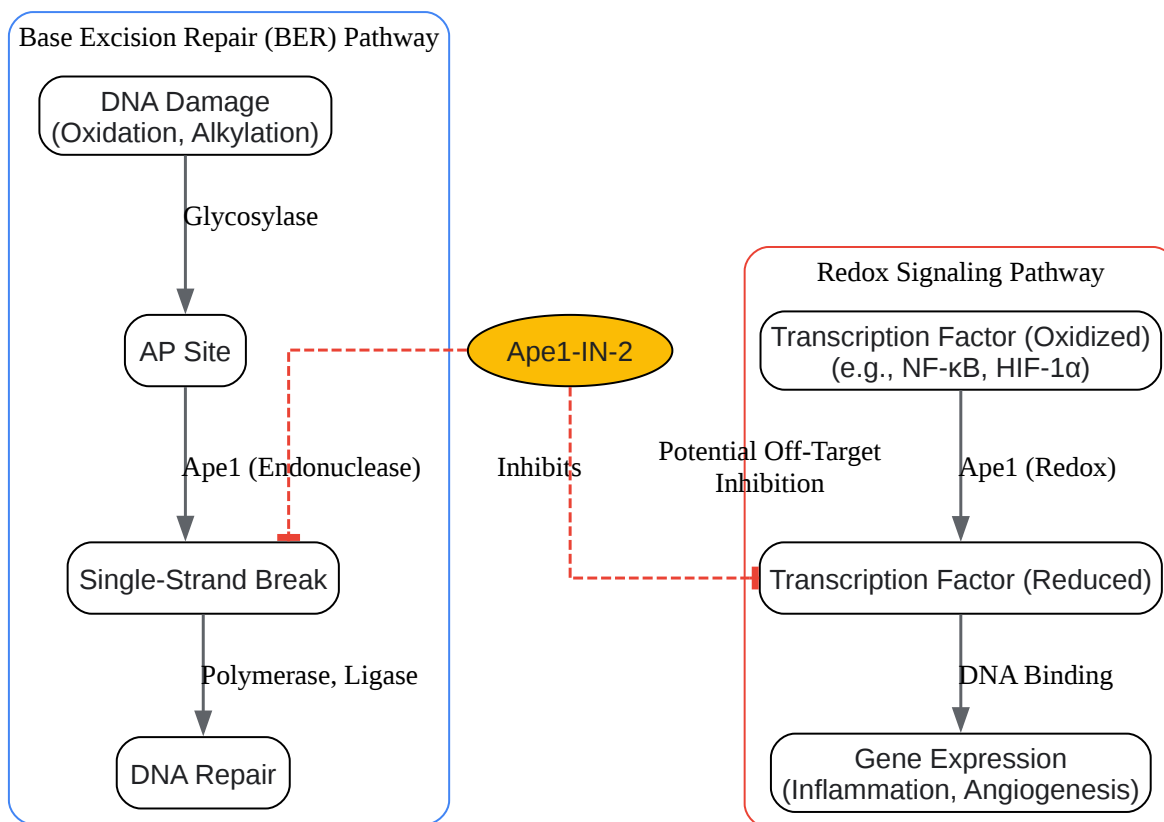 Base Excision Repair (BER) Pathway
DNA Damage
(Oxidation, Alkylation)
Glycosylase
AP Site
Ape1 (Endonuclease)
Single-Strand Break
Polymerase, Ligase
DNA Repair
Ape1-IN-2
Inhibits
Potential Off-Target
Inhibition
Redox Signaling Pathway
Transcription Factor (Oxidized)
(e.g., NF-κB, HIF-1α)
Ape1 (Redox)
Transcription Factor (Reduced)
DNA Binding
Gene Expression
(Inflammation, Angiogenesis)